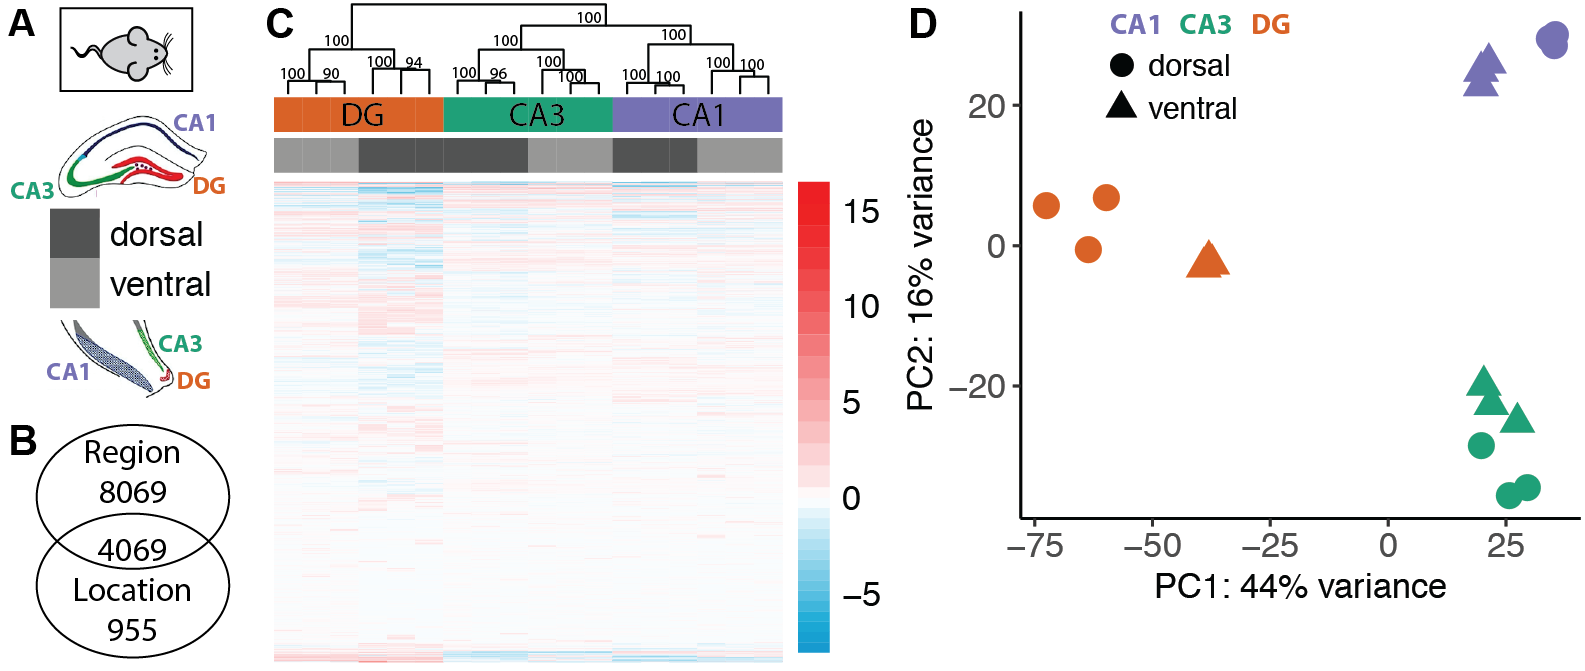 A
CA1
CA3
DG
dorsal
ventral
CA3
CA1
DG
B
Region
8069
4069
Location
955
C
100
100
100
100
100
94
100
90
100
96
100
100
100
100
100
100
DG CA3 CA1
15
10
5
0
−5
D
CA1 CA3 DG
dorsal
ventral
PC2: 16% variance
20
0
−20
−75 −50 −25 0 25
PC1: 44% variance